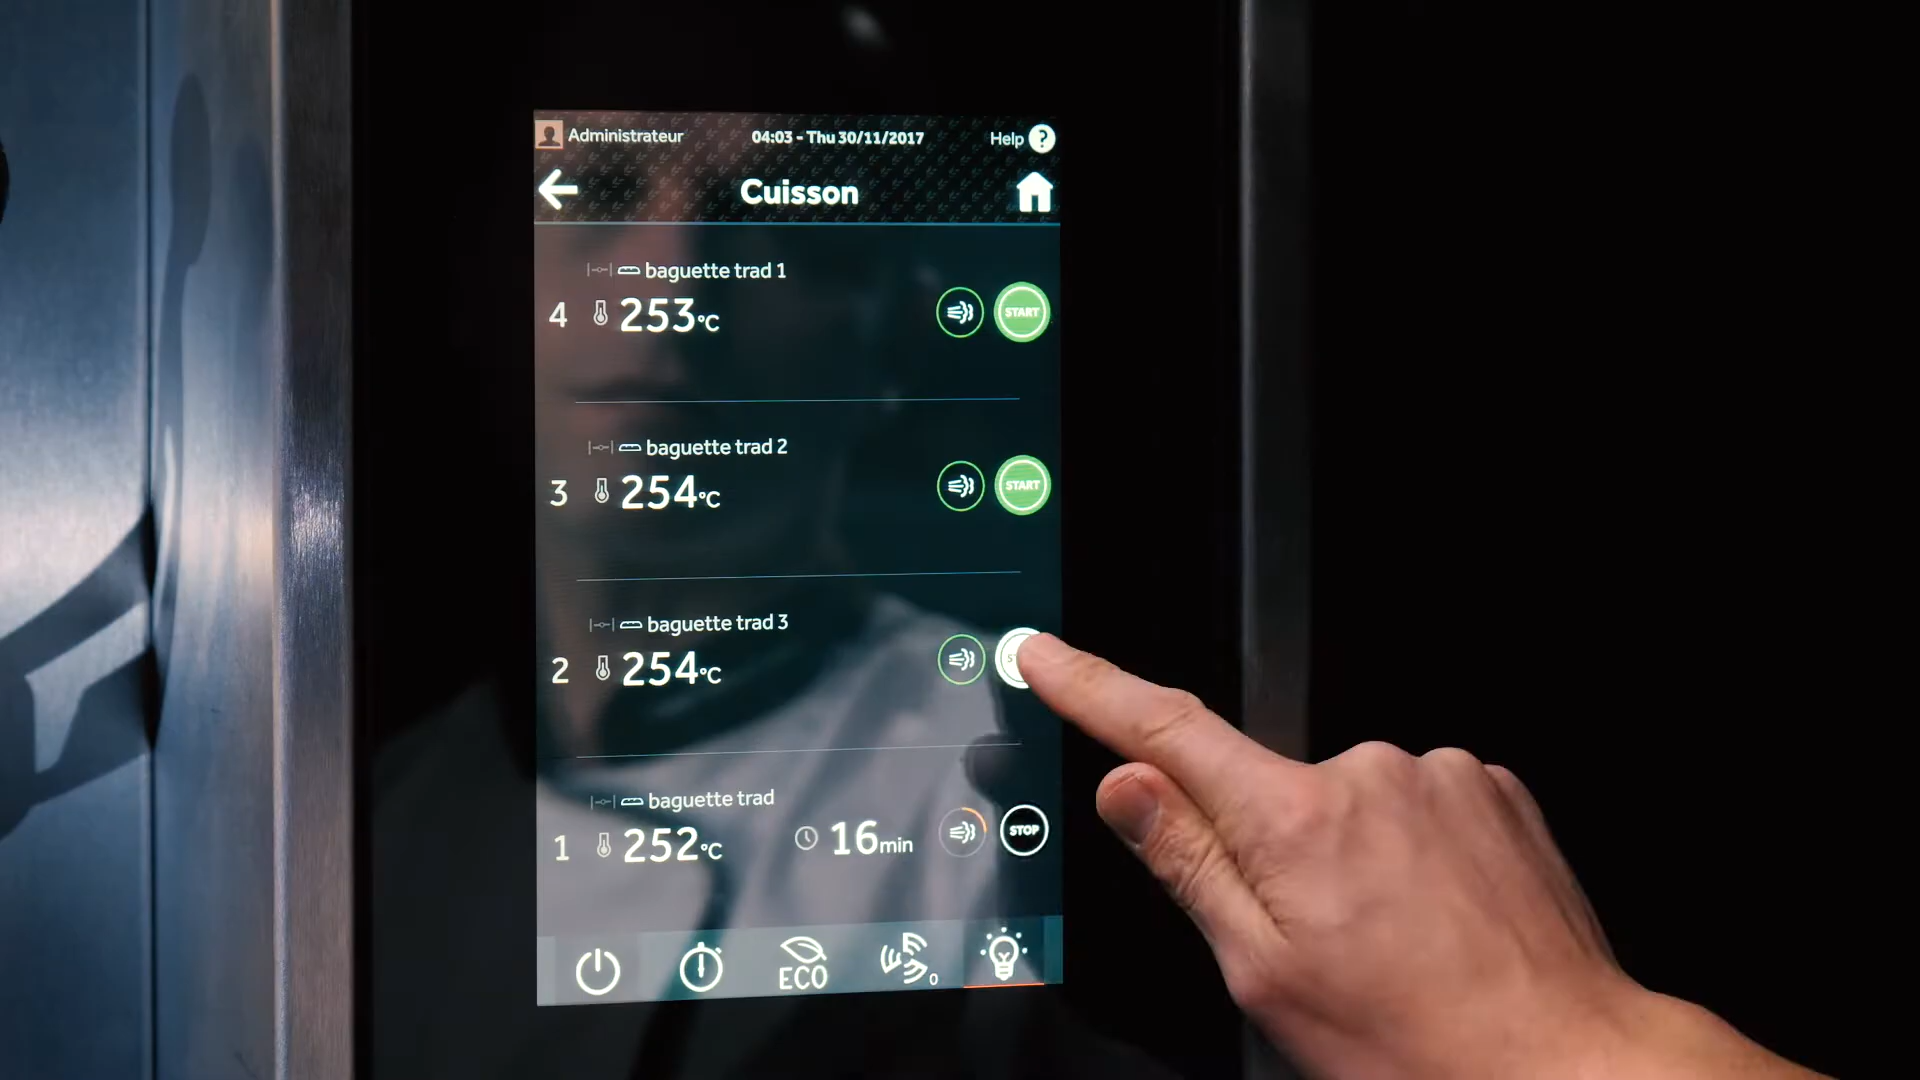 Administrateur 04:03 - Thu 30/11/2017 Help ?
Cuisson
baguette trad 1
4 253°C START
baguette trad 2
3 254°C START
baguette trad 3
2 254°C
baguette trad
1 252°C 16min STOP
ECO 0